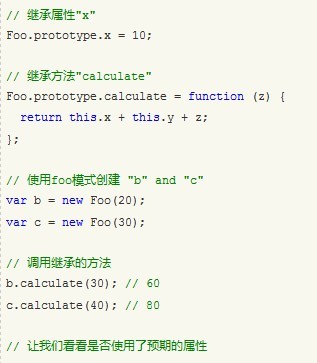 // 继承属性"x"
Foo.prototype.x = 10;
// 继承方法"calculate"
Foo.prototype.calculate = function (z) {
return this.x + this.y + z;
};
// 使用foo模式创建 "b" and "c"
var b = new Foo(20);
var c = new Foo(30);
// 调用继承的方法
b.calculate(30); // 60
c.calculate(40); // 80
// 让我们看看是否使用了预期的属性